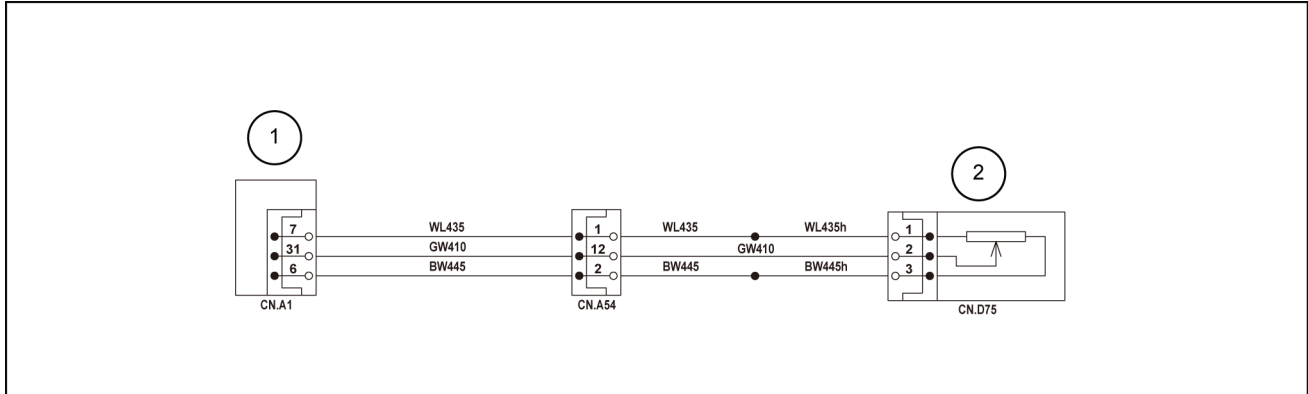 1
2
7 WL435 1 WL435 WL435h 1
31 GW410 12 GW410 2
6 BW445 2 BW445 BW445h 3
CN.A1 CN.A54 CN.D75